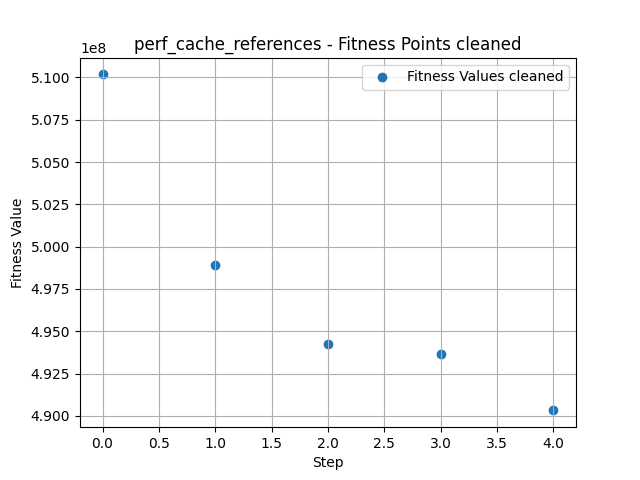 perf_cache_references - Fitness Points cleaned
1e8
Fitness Values cleaned
5.100
5.075
5.050
5.025
5.000
4.975
4.950
4.925
4.900
Fitness Value
0.0 0.5 1.0 1.5 2.0 2.5 3.0 3.5 4.0
Step